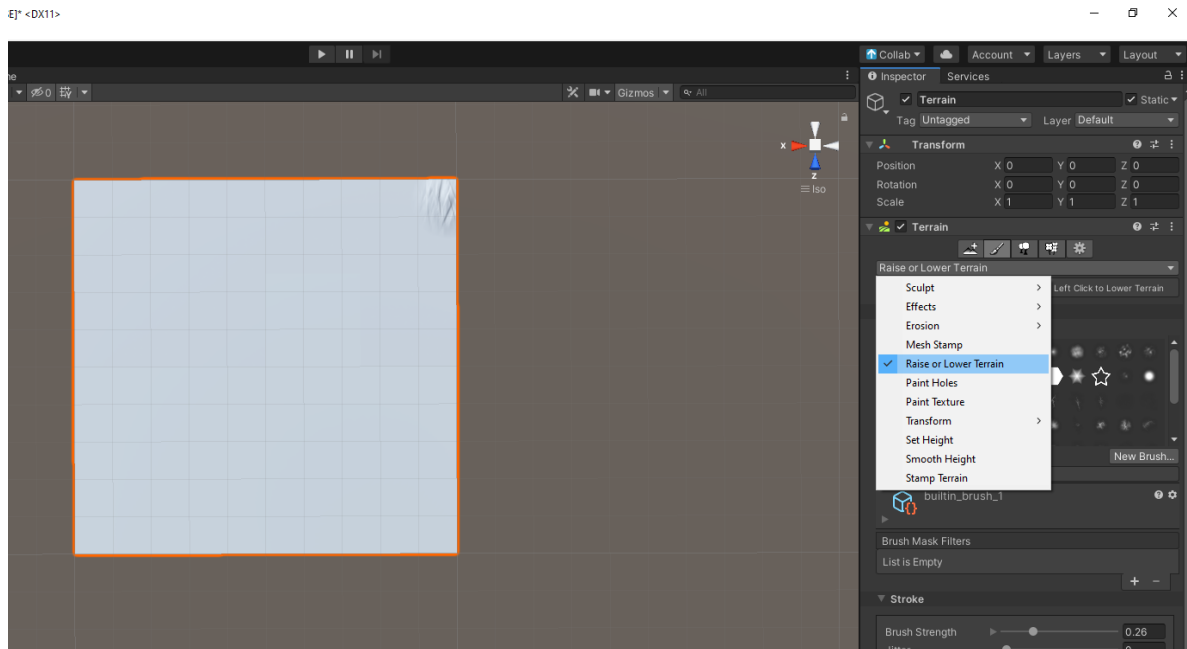 E]* <DX11>
Collab Account Layers Layout
ne Inspector Services
0 Gizmos All
Terrain Static
Tag Untagged Layer Default
x
z
Iso
Transform
Position X 0 Y 0 Z 0
Rotation X 0 Y 0 Z 0
Scale X 1 Y 1 Z 1
Terrain
Raise or Lower Terrain
Sculpt
Left Click to Lower Terrain
Effects
Erosion
Mesh Stamp
Raise or Lower Terrain
Paint Holes
Paint Texture
Transform
Set Height
Smooth Height
New Brush...
Stamp Terrain
builtin_brush_1
Brush Mask Filters
List is Empty
Stroke
Brush Strength 0.26